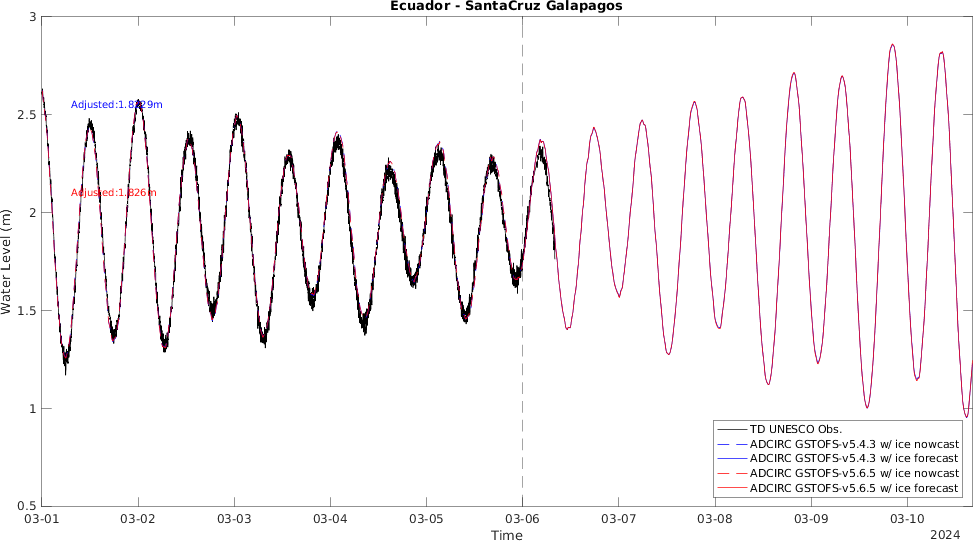 Ecuador - SantaCruz Galapagos
3
2.5
2
1.5
1
0.5
Water Level (m)
Adjusted:1.8229m
Adjusted:1.826m
TD UNESCO Obs.
ADCIRC GSTOFS-v5.4.3 w/ ice nowcast
ADCIRC GSTOFS-v5.4.3 w/ ice forecast
ADCIRC GSTOFS-v5.6.5 w/ ice nowcast
ADCIRC GSTOFS-v5.6.5 w/ ice forecast
03-01 03-02 03-03 03-04 03-05 03-06 03-07 03-08 03-09 03-10
Time
2024